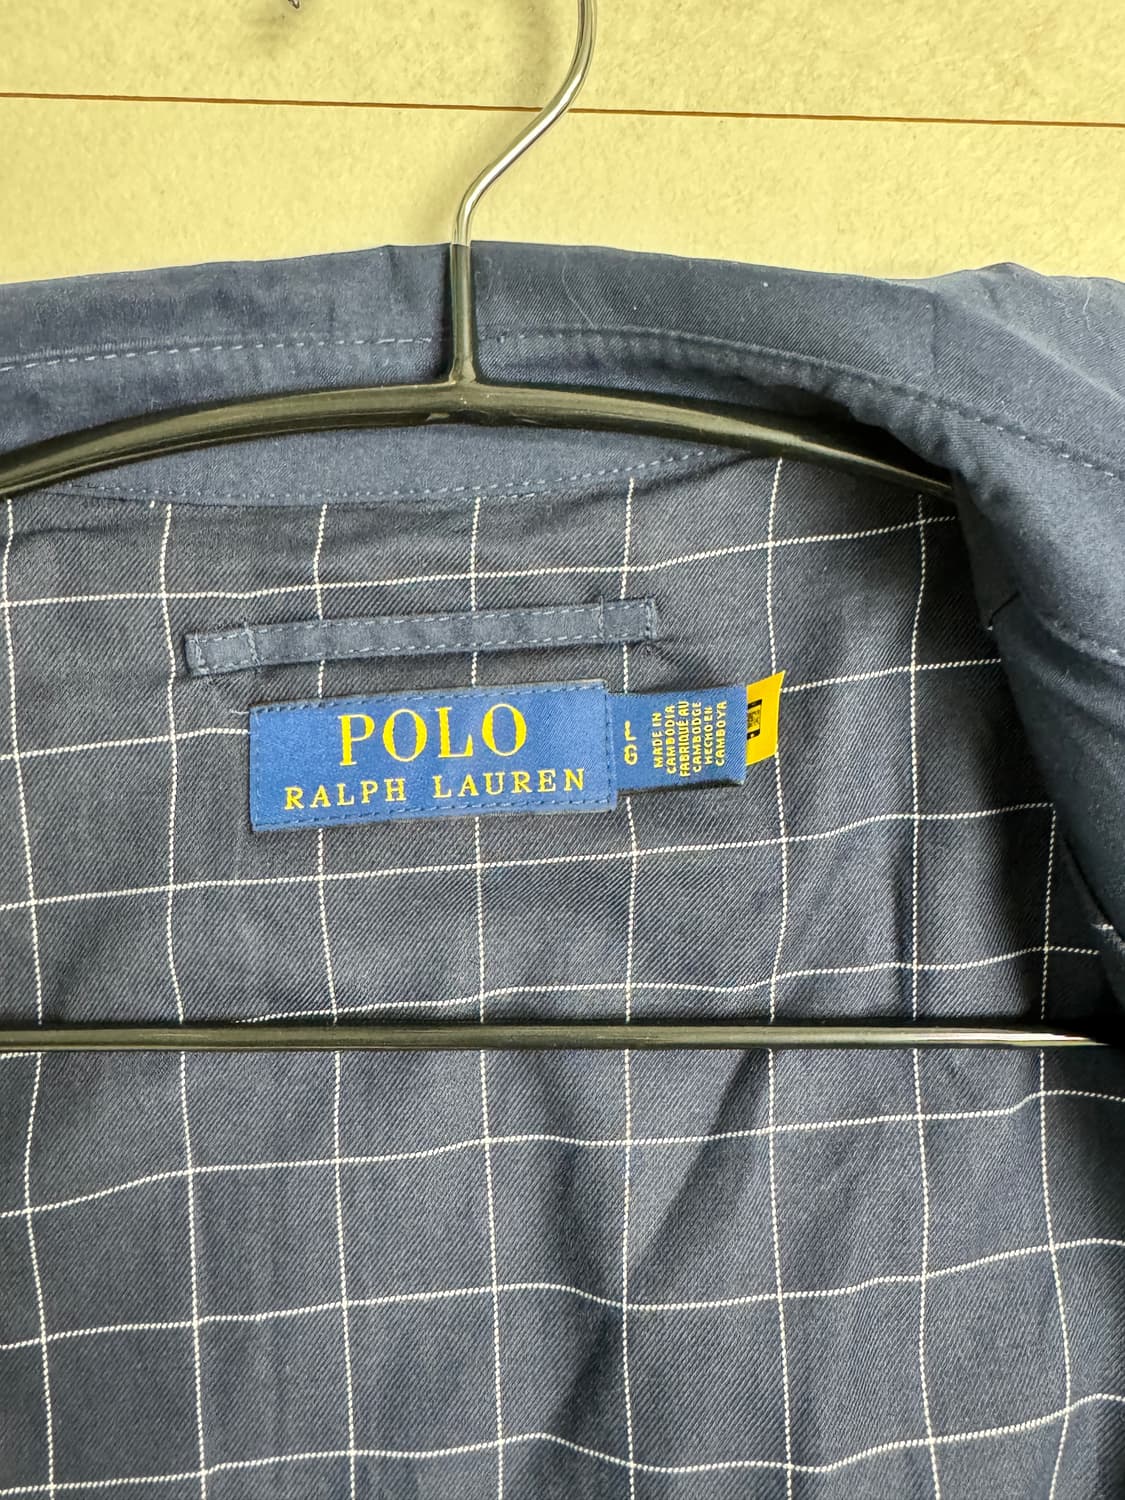 POLO
RALPH LAUREN
L
G
MADE IN
CAMBODIA
FABRIQUÉ AU
CAMBODGE
HECHO EN
CAMBOYA